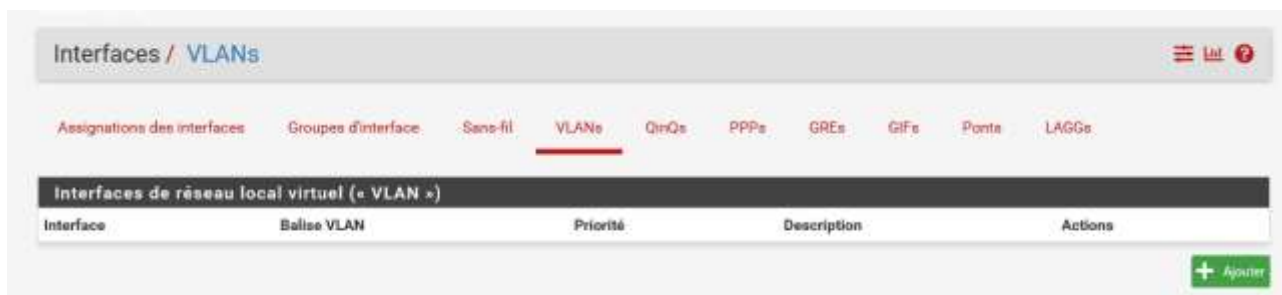 Interfaces / VLANs
Assignations des interfaces Groupes d'interface Sans-fil VLANs QinQs PPPs GREs GIFs Ponts LAGGs
Interfaces de réseau local virtuel (« VLAN »)
Interface Balise VLAN Priorité Description Actions
Ajouter